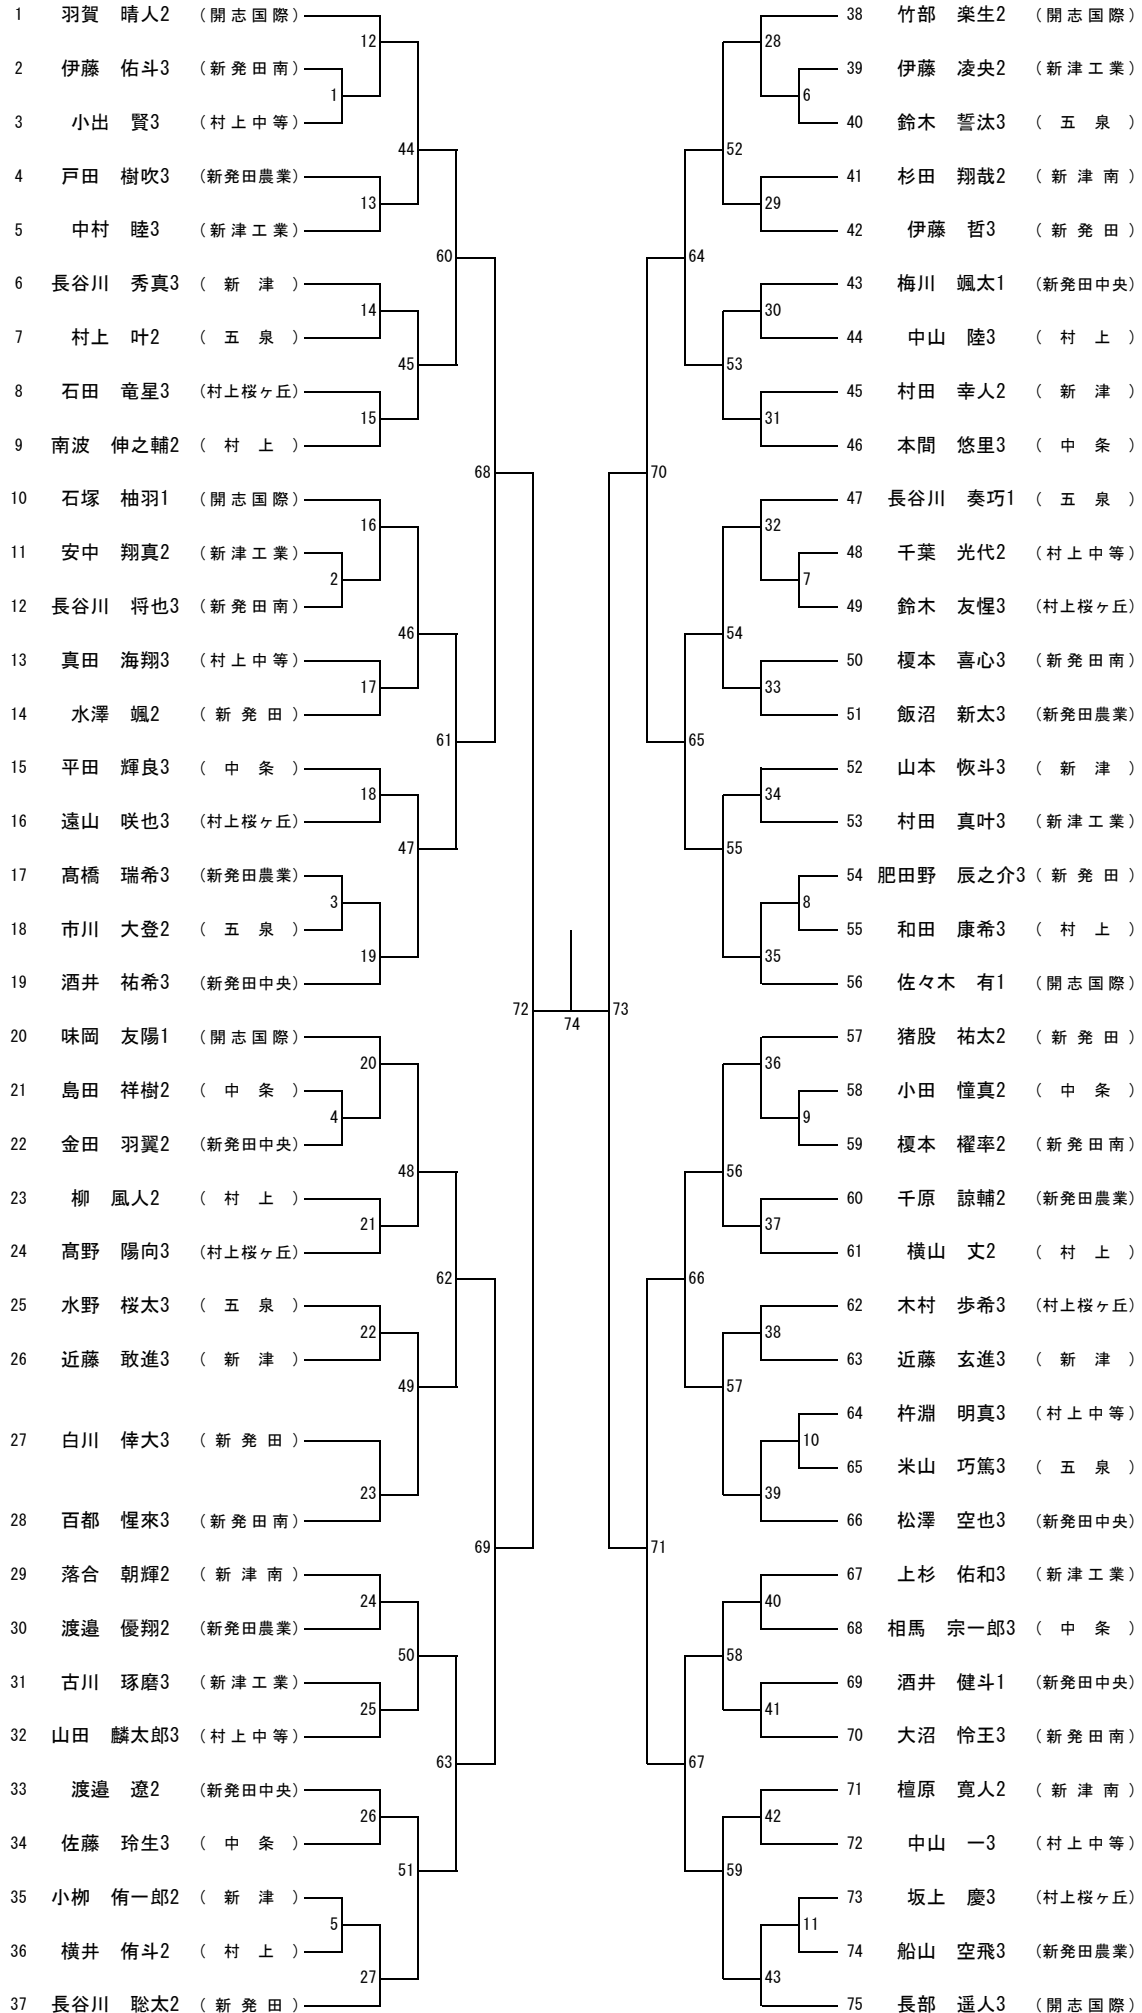 1 羽賀 晴人2 (開志国際)
2 伊藤 佑斗3 (新発田南)
3 小出 賢3 (村上中等)
4 戸田 樹吹3 (新発田農業)
5 中村 睦3 (新津工業)
6 長谷川 秀真3 (新津)
7 村上 叶2 (五泉)
8 石田 竜星3 (村上桜ヶ丘)
9 南波 伸之輔2 (村上)
10 石塚 柚羽1 (開志国際)
11 安中 翔真2 (新津工業)
12 長谷川 将也3 (新発田南)
13 真田 海翔3 (村上中等)
14 水澤 颯2 (新発田)
15 平田 輝良3 (中条)
16 遠山 咲也3 (村上桜ヶ丘)
17 髙橋 瑞希3 (新発田農業)
18 市川 大登2 (五泉)
19 酒井 祐希3 (新発田中央)
20 味岡 友陽1 (開志国際)
21 島田 祥樹2 (中条)
22 金田 羽翼2 (新発田中央)
23 柳 風人2 (村上)
24 髙野 陽向3 (村上桜ヶ丘)
25 水野 桜太3 (五泉)
26 近藤 敢進3 (新津)
27 白川 倖大3 (新発田)
28 百都 惺來3 (新発田南)
29 落合 朝輝2 (新津南)
30 渡邉 優翔2 (新発田農業)
31 古川 琢磨3 (新津工業)
32 山田 麟太郎3 (村上中等)
33 渡邉 遼2 (新発田中央)
34 佐藤 玲生3 (中条)
35 小栁 侑一郎2 (新津)
36 横井 侑斗2 (村上)
37 長谷川 聡太2 (新発田)
1
2
3
4
5
12
13
14
15
16
17
18
19
20
21
22
23
24
25
26
27
44
45
46
47
48
49
50
51
60
61
62
63
68
69
72
74
73
70
71
64
65
66
67
52
53
54
55
56
57
58
59
28
29
30
31
32
33
34
35
36
37
38
39
40
41
42
43
6
7
8
9
10
11
38 竹部 楽生2 (開志国際)
39 伊藤 凌央2 (新津工業)
40 鈴木 誓汰3 (五泉)
41 杉田 翔哉2 (新津南)
42 伊藤 哲3 (新発田)
43 梅川 颯太1 (新発田中央)
44 中山 陸3 (村上)
45 村田 幸人2 (新津)
46 本間 悠里3 (中条)
47 長谷川 奏巧1 (五泉)
48 千葉 光代2 (村上中等)
49 鈴木 友惺3 (村上桜ヶ丘)
50 榎本 喜心3 (新発田南)
51 飯沼 新太3 (新発田農業)
52 山本 恢斗3 (新津)
53 村田 真叶3 (新津工業)
54 肥田野 辰之介3 (新発田)
55 和田 康希3 (村上)
56 佐々木 有1 (開志国際)
57 猪股 祐太2 (新発田)
58 小田 憧真2 (中条)
59 榎本 櫂率2 (新発田南)
60 千原 諒輔2 (新発田農業)
61 横山 丈2 (村上)
62 木村 歩希3 (村上桜ヶ丘)
63 近藤 玄進3 (新津)
64 杵淵 明真3 (村上中等)
65 米山 巧篤3 (五泉)
66 松澤 空也3 (新発田中央)
67 上杉 佑和3 (新津工業)
68 相馬 宗一郎3 (中条)
69 酒井 健斗1 (新発田中央)
70 大沼 怜王3 (新発田南)
71 檀原 寛人2 (新津南)
72 中山 一3 (村上中等)
73 坂上 慶3 (村上桜ヶ丘)
74 船山 空飛3 (新発田農業)
75 長部 遥人3 (開志国際)